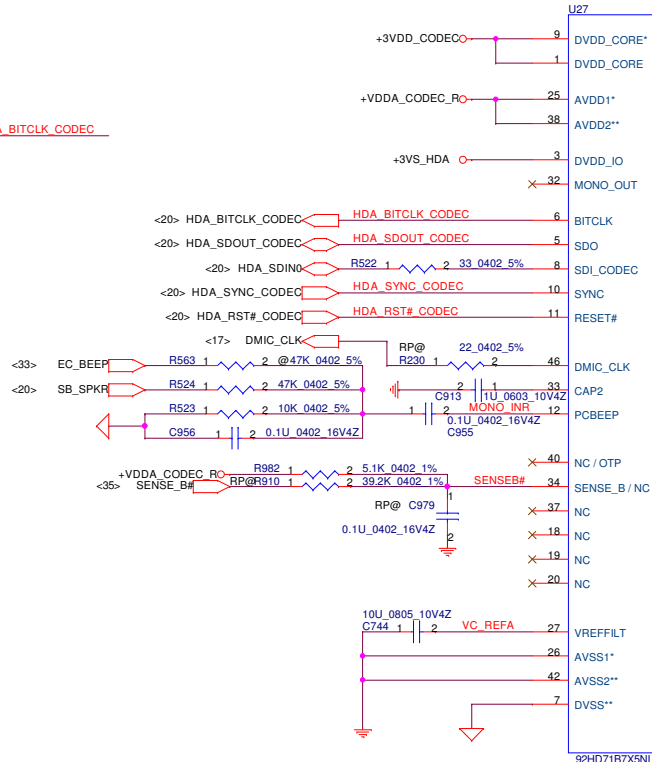 U27
+3VDD_CODEC 9 DVDD_CORE*
1 DVDD_CORE
+VDDA_CODEC_R 25 AVDD1*
38 AVDD2**
A_BITCLK_CODEC
+3VS_HDA 3 DVDD_IO
32 MONO_OUT
<20> HDA_BITCLK_CODEC HDA_BITCLK_CODEC 6 BITCLK
<20> HDA_SDOUT_CODEC HDA_SDOUT_CODEC 5 SDO
<20> HDA_SDIN0 R522 1 2 33_0402_5% 8 SDI_CODEC
<20> HDA_SYNC_CODEC HDA_SYNC_CODEC 10 SYNC
<20> HDA_RST#_CODEC HDA_RST#_CODEC 11 RESET#
<17> DMIC_CLK RP@ 22_0402_5%
R230 1 2 46 DMIC_CLK
<33> EC_BEEP R563 1 2 @47K_0402_5%
C913 2 1 1U_0603_10V4Z 33 CAP2
<20> SB_SPKR R524 1 2 47K_0402_5%
R523 1 2 10K_0402_5% 1 2 MONO_INR 12 PCBEEP
0.1U_0402_16V4Z
C955
C956 1 2 0.1U_0402_16V4Z
40 NC / OTP
+VDDA_CODEC_R R982 1 2 5.1K_0402_1%
<35> SENSE_B# RP@ R910 1 2 39.2K_0402_1% SENSEB# 34 SENSE_B / NC
RP@ C979 1
0.1U_0402_16V4Z 2
37 NC
18 NC
19 NC
20 NC
10U_0805_10V4Z
C744 1 2 VC_REFA 27 VREFFILT
26 AVSS1*
42 AVSS2**
7 DVSS**